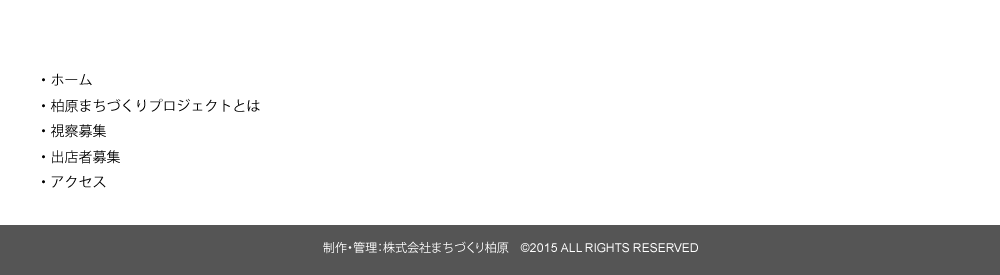 ・ホーム
・柏原まちづくりプロジェクトとは
・視察募集
・出店者募集
・アクセス
制作・管理：株式会社まちづくり柏原　©2015 ALL RIGHTS RESERVED